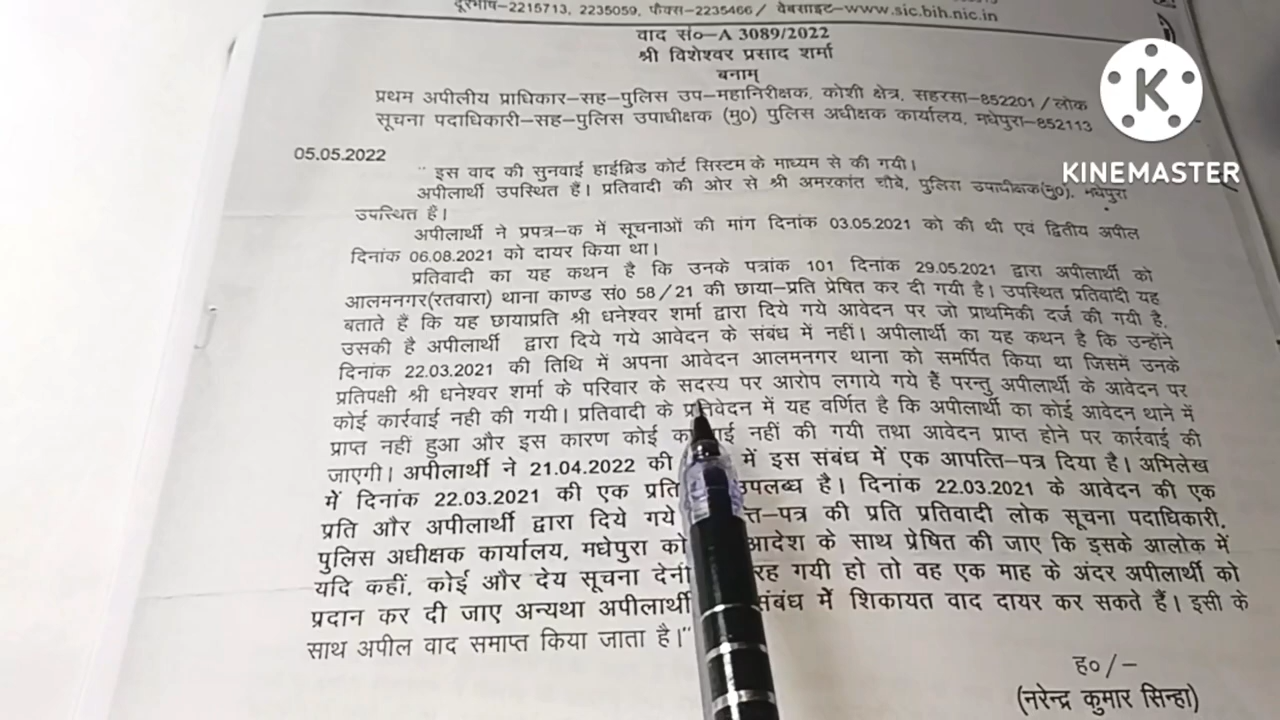 दूरभाष–2215713, 2235059, फैक्स–2235466/ वेबसाइट–www.sic.bih.nic.in
वाद सं०–A 3089/2022
श्री विशेश्वर प्रसाद शर्मा
बनाम्
प्रथम अपीलीय प्राधिकार–सह–पुलिस उप–महानिरीक्षक, कोशी क्षेत्र, सहरसा–852201/लोक
सूचना पदाधिकारी–सह–पुलिस उपाधीक्षक (मु०) पुलिस अधीक्षक कार्यालय, मधेपुरा–852113
KINEMASTER
05.05.2022
"इस वाद की सुनवाई हाईब्रिड कोर्ट सिस्टम के माध्यम से की गयी।
अपीलार्थी उपस्थित हैं। प्रतिवादी की ओर से श्री अमरकांत चौबे, पुलिस उपाधीक्षक(मु०), मधेपुरा
उपस्थित हैं।
अपीलार्थी ने प्रपत्र–क में सूचनाओं की मांग दिनांक 03.05.2021 को की थी एवं द्वितीय अपील
दिनांक 06.08.2021 को दायर किया था।
प्रतिवादी का यह कथन है कि उनके पत्रांक 101 दिनांक 29.05.2021 द्वारा अपीलार्थी को
आलमनगर(रतवारा) थाना काण्ड सं0 58/21 की छाया–प्रति प्रेषित कर दी गयी है। उपस्थित प्रतिवादी यह
बताते हैं कि यह छायाप्रति श्री धनेश्वर शर्मा द्वारा दिये गये आवेदन पर जो प्राथमिकी दर्ज की गयी है,
उसकी है अपीलार्थी द्वारा दिये गये आवेदन के संबंध में नहीं। अपीलार्थी का यह कथन है कि उन्होंने
दिनांक 22.03.2021 की तिथि में अपना आवेदन आलमनगर थाना को समर्पित किया था जिसमें उनके
प्रतिपक्षी श्री धनेश्वर शर्मा के परिवार के सदस्य पर आरोप लगाये गये हैं परन्तु अपीलार्थी के आवेदन पर
कोई कार्रवाई नही की गयी। प्रतिवादी के प्रतिवेदन में यह वर्णित है कि अपीलार्थी का कोई आवेदन थाने में
प्राप्त नहीं हुआ और इस कारण कोई का ाई नहीं की गयी तथा आवेदन प्राप्त होने पर कार्रवाई की
जाएगी। अपीलार्थी ने 21.04.2022 की में इस संबंध में एक आपत्ति–पत्र दिया है। अभिलेख
में दिनांक 22.03.2021 की एक प्रति उपलब्ध है। दिनांक 22.03.2021 के आवेदन की एक
प्रति और अपीलार्थी द्वारा दिये गये त्त–पत्र की प्रति प्रतिवादी लोक सूचना पदाधिकारी,
पुलिस अधीक्षक कार्यालय, मधेपुरा को आदेश के साथ प्रेषित की जाए कि इसके आलोक में
यदि कहीं, कोई और देय सूचना देनी रह गयी हो तो वह एक माह के अंदर अपीलार्थी को
प्रदान कर दी जाए अन्यथा अपीलार्थी संबंध में शिकायत वाद दायर कर सकते हैं। इसी के
साथ अपील वाद समाप्त किया जाता है।"
ह०/–
(नरेन्द्र कुमार सिन्हा)